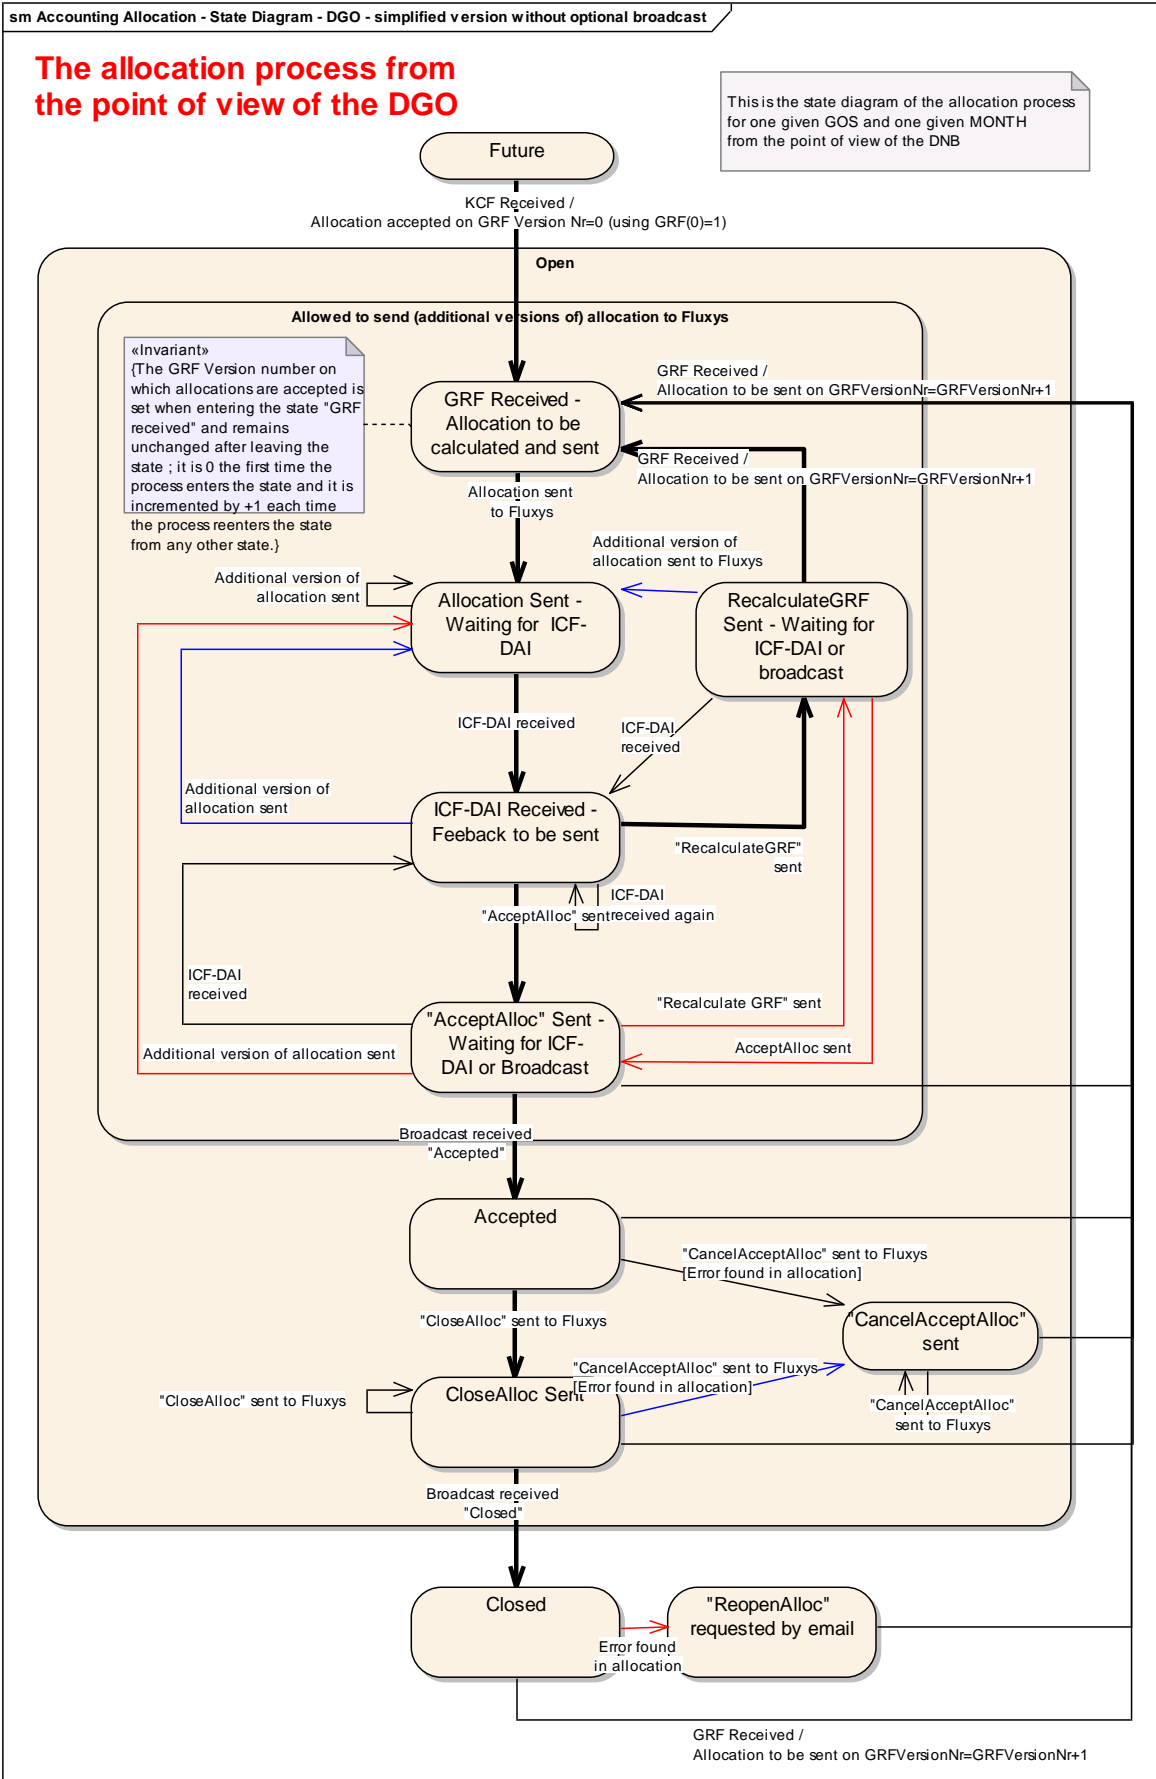 sm Accounting Allocation - State Diagram - DGO - simplified version without optional broadcast
The allocation process from
the point of view of the DGO
This is the state diagram of the allocation process
for one given GOS and one given MONTH
from the point of view of the DNB
Future
KCF Received /
Allocation accepted on GRF Version Nr=0 (using GRF(0)=1)
Open
Allowed to send (additional versions of) allocation to Fluxys
«Invariant»
{The GRF Version number on
which allocations are accepted is
set when entering the state "GRF
received" and remains
unchanged after leaving the
state ; it is 0 the first time the
process enters the state and it is
incremented by +1 each time
the process reenters the state
from any other state.}
GRF Received /
Allocation to be sent on GRFVersionNr=GRFVersionNr+1
GRF Received -
Allocation to be
calculated and sent
GRF Received /
Allocation to be sent on GRFVersionNr=GRFVersionNr+1
Allocation sent
to Fluxys
Additional version of
allocation sent to Fluxys
Additional version of
allocation sent
Allocation Sent -
Waiting for ICF-
DAI
RecalculateGRF
Sent - Waiting for
ICF-DAI or
broadcast
ICF-DAI received
ICF-DAI
received
Additional version of
allocation sent
ICF-DAI Received -
Feeback to be sent
"RecalculateGRF"
sent
ICF-DAI
received again
"AcceptAlloc" sent
ICF-DAI
received
"Recalculate GRF" sent
"AcceptAlloc" Sent -
Waiting for ICF-
DAI or Broadcast
AcceptAlloc sent
Additional version of allocation sent
Broadcast received
"Accepted"
Accepted
"CancelAcceptAlloc" sent to Fluxys
[Error found in allocation]
"CloseAlloc" sent to Fluxys
"CancelAcceptAlloc"
sent
"CancelAcceptAlloc" sent to Fluxys
[Error found in allocation]
"CloseAlloc" sent to Fluxys
CloseAlloc Sent
"CancelAcceptAlloc"
sent to Fluxys
Broadcast received
"Closed"
Closed
"ReopenAlloc"
requested by email
Error found
in allocation
GRF Received /
Allocation to be sent on GRFVersionNr=GRFVersionNr+1